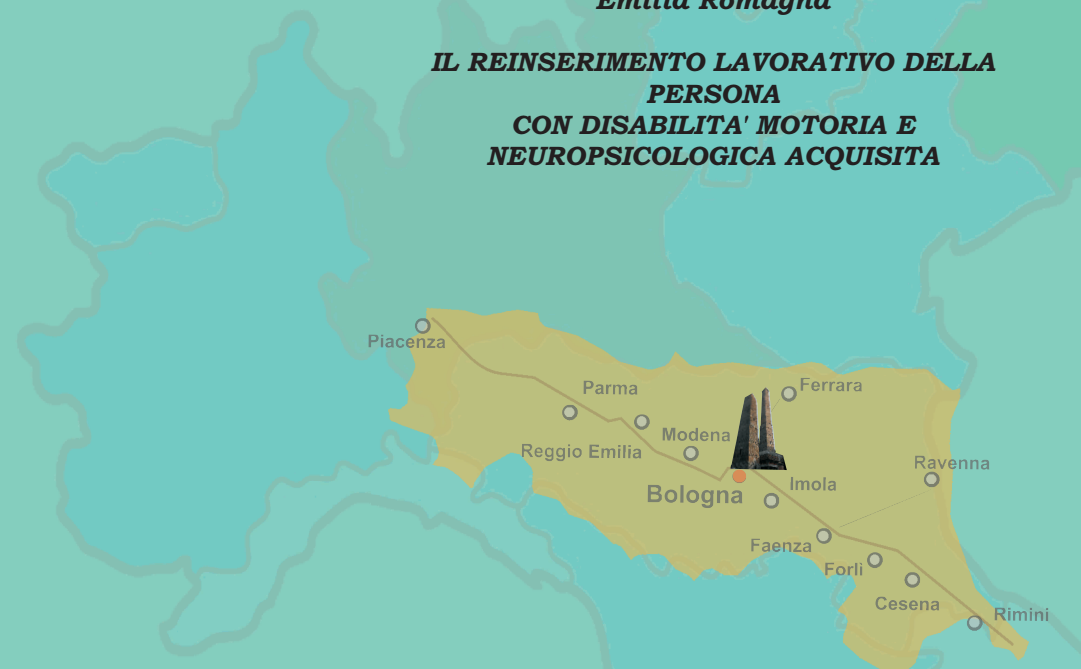 Emilia Romagna
IL REINSERIMENTO LAVORATIVO DELLA
PERSONA
CON DISABILITA' MOTORIA E
NEUROPSICOLOGICA ACQUISITA
Piacenza
Parma
Ferrara
Modena
Reggio Emilia
Ravenna
Imola
Bologna
Faenza
Forli
Cesena
Rimini